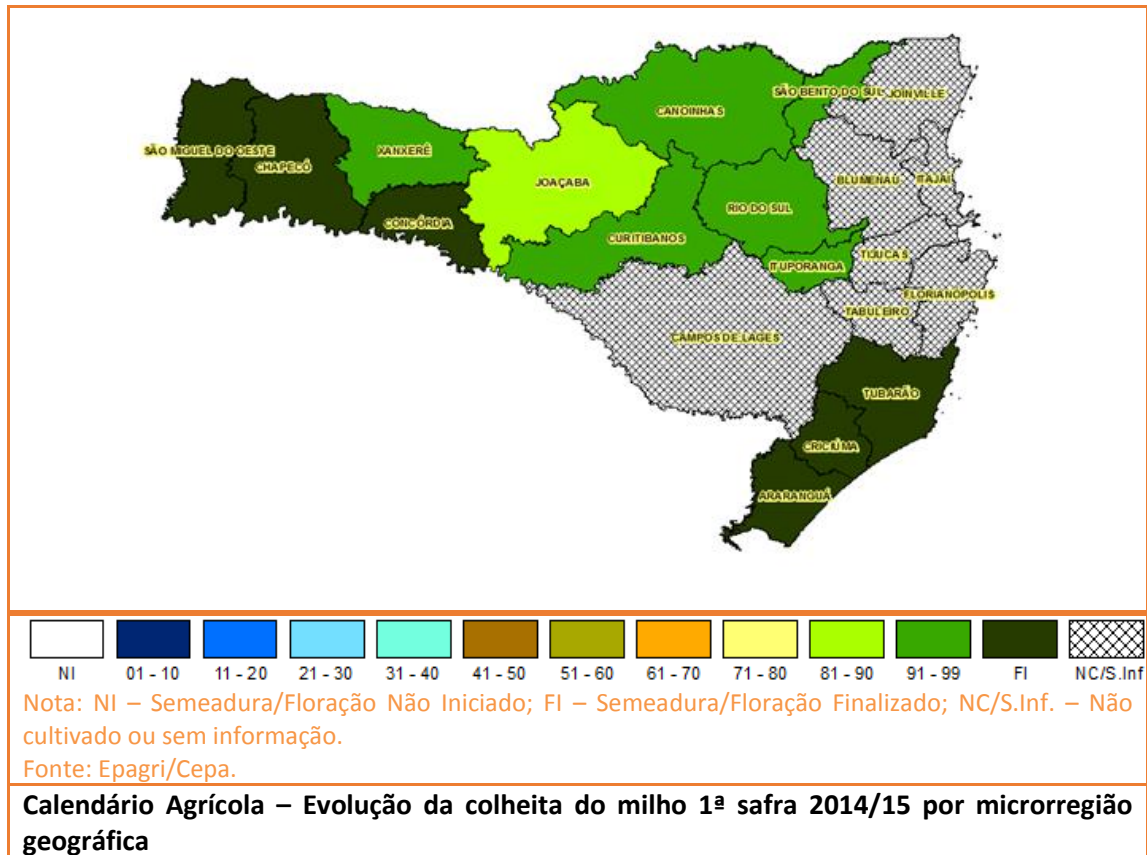 SÃO BENTO DO SUL
JOINVILLE
CANOINHAS
SÃO MIGUEL DO OESTE
XANXERÊ
CHAPECÓ
JOAÇABA
BLUMENAU
ITAJAÍ
RIO DO SUL
CONCÓRDIA
CURITIBANOS
TIJUCAS
ITUPORANGA
FLORIANÓPOLIS
TABULEIRO
CAMPOS DE LAGES
TUBARÃO
CRICIÚMA
ARARANGUÁ
NI 01 - 10 11 - 20 21 - 30 31 - 40 41 - 50 51 - 60 61 - 70 71 - 80 81 - 90 91 - 99 FI NC/S.Inf
Nota: NI – Semeadura/Floração Não Iniciado; FI – Semeadura/Floração Finalizado; NC/S.Inf. – Não
cultivado ou sem informação.
Fonte: Epagri/Cepa.
Calendário Agrícola – Evolução da colheita do milho 1ª safra 2014/15 por microrregião
geográfica